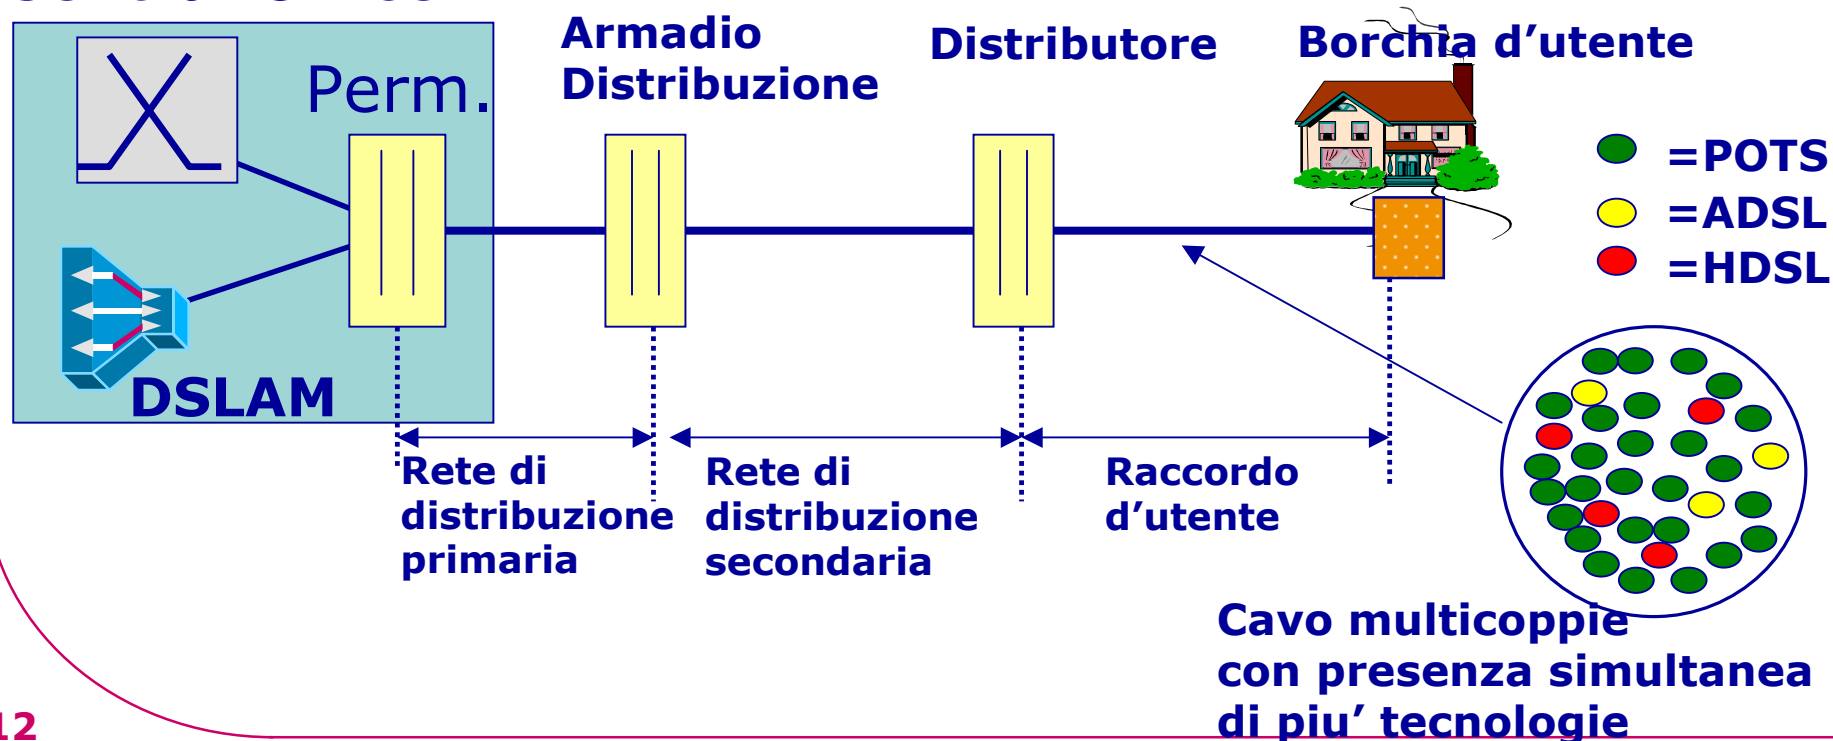 Perm.
DSLAM
Armadio
Distribuzione
Distributore
Borchia d’utente
=POTS
=ADSL
=HDSL
Rete di
distribuzione
primaria
Rete di
distribuzione
secondaria
Raccordo
d’utente
Cavo multicoppie
con presenza simultanea
di piu’ tecnologie
12